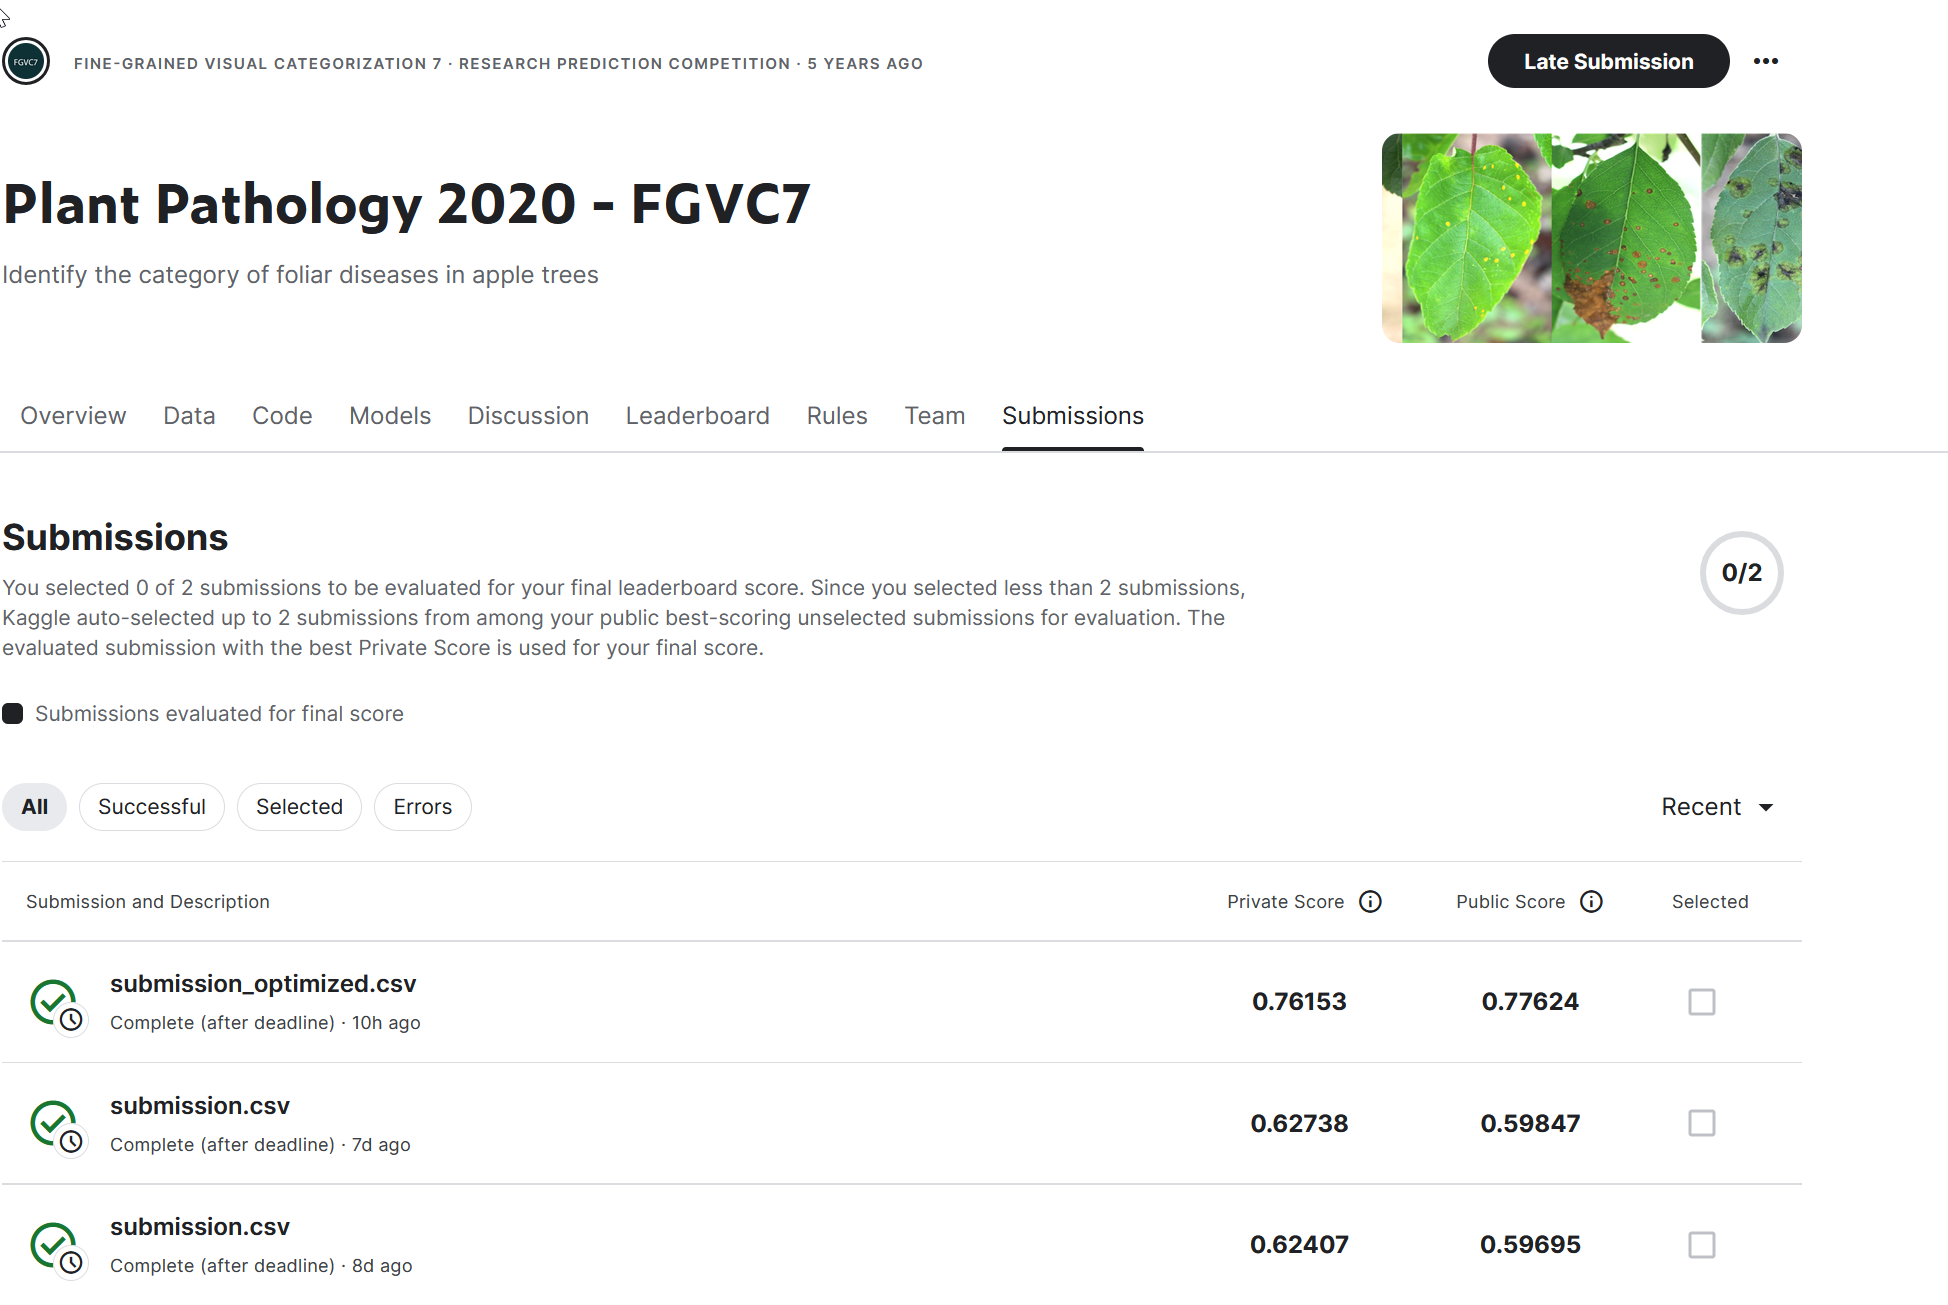 FGVC7
FINE-GRAINED VISUAL CATEGORIZATION 7 · RESEARCH PREDICTION COMPETITION · 5 YEARS AGO
Late Submission
Plant Pathology 2020 - FGVC7
Identify the category of foliar diseases in apple trees
Overview Data Code Models Discussion Leaderboard Rules Team Submissions
Submissions
You selected 0 of 2 submissions to be evaluated for your final leaderboard score. Since you selected less than 2 submissions,
Kaggle auto-selected up to 2 submissions from among your public best-scoring unselected submissions for evaluation. The
evaluated submission with the best Private Score is used for your final score.
0/2
Submissions evaluated for final score
All Successful Selected Errors Recent
Submission and Description Private Score Public Score Selected
submission_optimized.csv
Complete (after deadline) · 10h ago
0.76153 0.77624
submission.csv
Complete (after deadline) · 7d ago
0.62738 0.59847
submission.csv
Complete (after deadline) · 8d ago
0.62407 0.59695